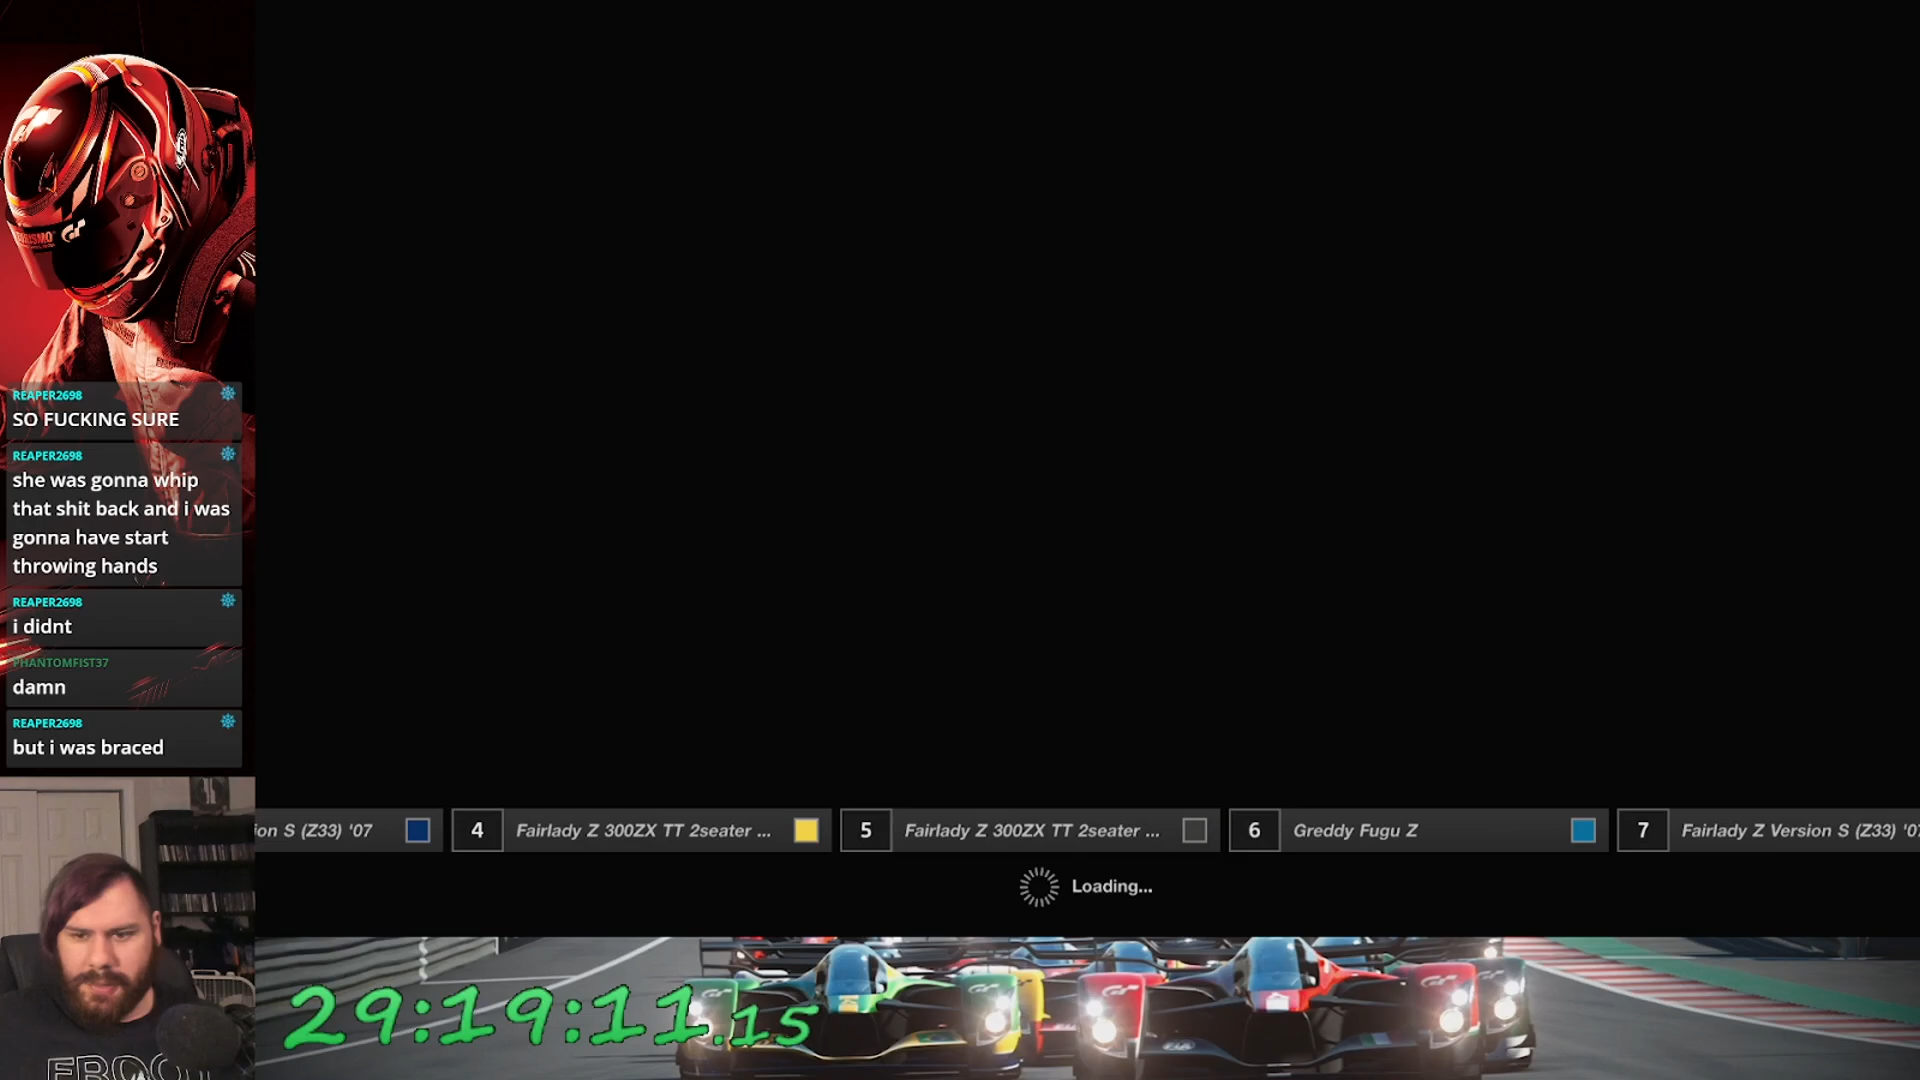 REAPER2698
SO FUCKING SURE
REAPER2698
she was gonna whip
that shit back and i was
gonna have start
throwing hands
REAPER2698
i didnt
PHANTOMFIST37
damn
REAPER2698
but i was braced
ion S (Z33) '07
4 Fairlady Z 300ZX TT 2seater ...
5 Fairlady Z 300ZX TT 2seater ...
6 Greddy Fugu Z
7 Fairlady Z Version S (Z33) '07
Loading...
29:19:11.15